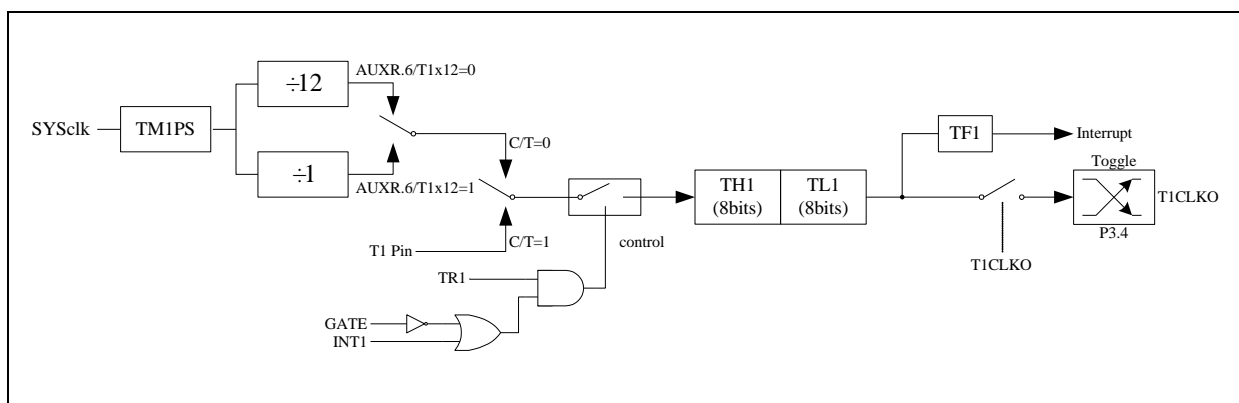 SYSclk
TM1PS
÷12
AUXR.6/T1x12=0
÷1
AUXR.6/T1x12=1
C/T=0
C/T=1
T1 Pin
TR1
GATE
INT1
control
TH1
(8bits)
TL1
(8bits)
TF1
Interrupt
Toggle
T1CLKO
P3.4
T1CLKO